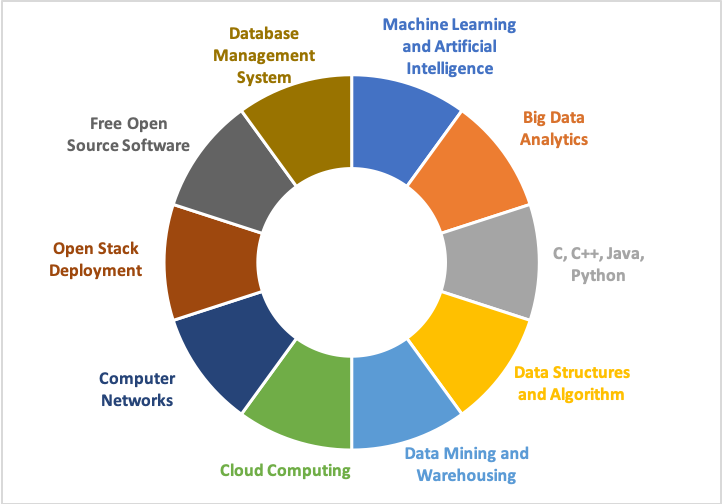 Machine Learning
and Artificial
Intelligence
Big Data
Analytics
C, C++, Java,
Python
Data Structures
and Algorithm
Data Mining and
Warehousing
Cloud Computing
Computer
Networks
Open Stack
Deployment
Free Open
Source Software
Database
Management
System